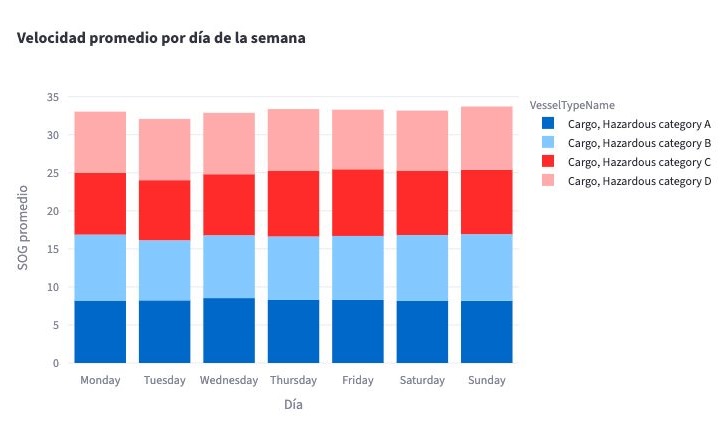 Velocidad promedio por día de la semana
VesselTypeName
Cargo, Hazardous category A
Cargo, Hazardous category B
Cargo, Hazardous category C
Cargo, Hazardous category D
SOG promedio
35
30
25
20
15
10
5
0
Monday Tuesday Wednesday Thursday Friday Saturday Sunday
Día